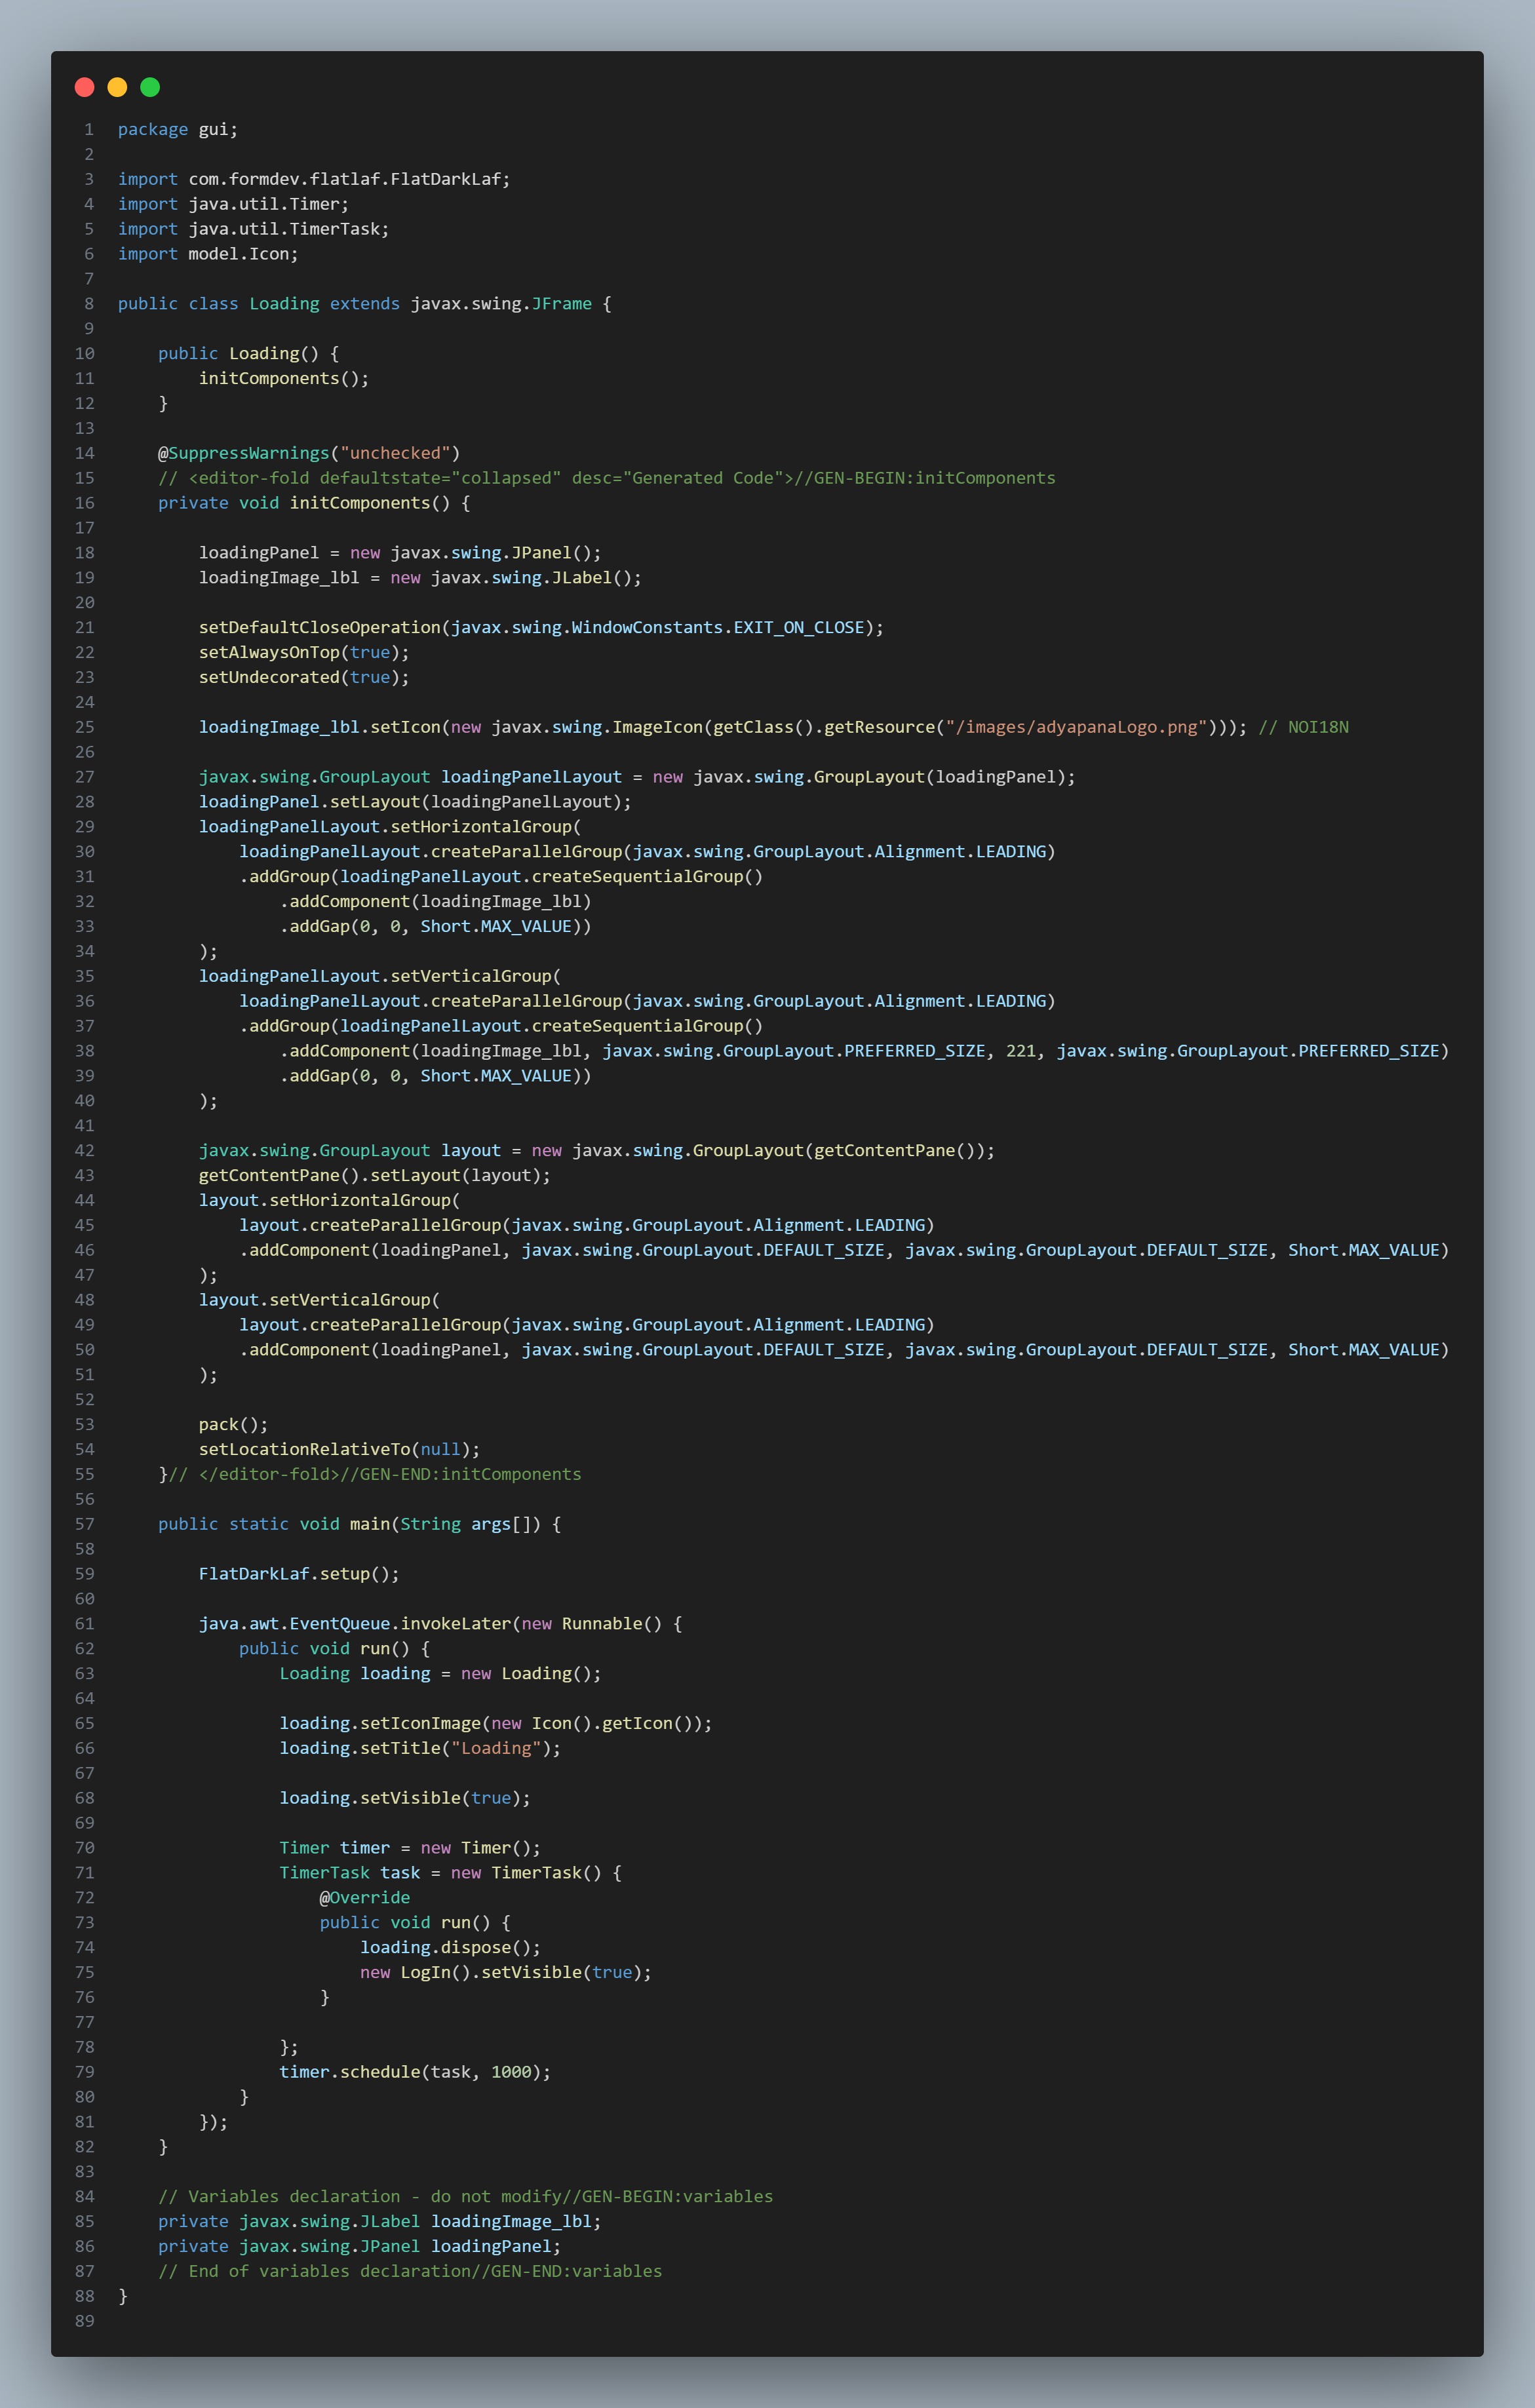 1 package gui;
2
3 import com.formdev.flatlaf.FlatDarkLaf;
4 import java.util.Timer;
5 import java.util.TimerTask;
6 import model.Icon;
7
8 public class Loading extends javax.swing.JFrame {
9
10     public Loading() {
11         initComponents();
12     }
13
14     @SuppressWarnings("unchecked")
15     // <editor-fold defaultstate="collapsed" desc="Generated Code">//GEN-BEGIN:initComponents
16     private void initComponents() {
17
18         loadingPanel = new javax.swing.JPanel();
19         loadingImage_lbl = new javax.swing.JLabel();
20
21         setDefaultCloseOperation(javax.swing.WindowConstants.EXIT_ON_CLOSE);
22         setAlwaysOnTop(true);
23         setUndecorated(true);
24
25         loadingImage_lbl.setIcon(new javax.swing.ImageIcon(getClass().getResource("/images/adyapanaLogo.png"))); // NOI18N
26
27         javax.swing.GroupLayout loadingPanelLayout = new javax.swing.GroupLayout(loadingPanel);
28         loadingPanel.setLayout(loadingPanelLayout);
29         loadingPanelLayout.setHorizontalGroup(
30             loadingPanelLayout.createParallelGroup(javax.swing.GroupLayout.Alignment.LEADING)
31             .addGroup(loadingPanelLayout.createSequentialGroup()
32                 .addComponent(loadingImage_lbl)
33                 .addGap(0, 0, Short.MAX_VALUE))
34         );
35         loadingPanelLayout.setVerticalGroup(
36             loadingPanelLayout.createParallelGroup(javax.swing.GroupLayout.Alignment.LEADING)
37             .addGroup(loadingPanelLayout.createSequentialGroup()
38                 .addComponent(loadingImage_lbl, javax.swing.GroupLayout.PREFERRED_SIZE, 221, javax.swing.GroupLayout.PREFERRED_SIZE)
39                 .addGap(0, 0, Short.MAX_VALUE))
40         );
41
42         javax.swing.GroupLayout layout = new javax.swing.GroupLayout(getContentPane());
43         getContentPane().setLayout(layout);
44         layout.setHorizontalGroup(
45             layout.createParallelGroup(javax.swing.GroupLayout.Alignment.LEADING)
46             .addComponent(loadingPanel, javax.swing.GroupLayout.DEFAULT_SIZE, javax.swing.GroupLayout.DEFAULT_SIZE, Short.MAX_VALUE)
47         );
48         layout.setVerticalGroup(
49             layout.createParallelGroup(javax.swing.GroupLayout.Alignment.LEADING)
50             .addComponent(loadingPanel, javax.swing.GroupLayout.DEFAULT_SIZE, javax.swing.GroupLayout.DEFAULT_SIZE, Short.MAX_VALUE)
51         );
52
53         pack();
54         setLocationRelativeTo(null);
55     }// </editor-fold>//GEN-END:initComponents
56
57     public static void main(String args[]) {
58
59         FlatDarkLaf.setup();
60
61         java.awt.EventQueue.invokeLater(new Runnable() {
62             public void run() {
63                 Loading loading = new Loading();
64
65                 loading.setIconImage(new Icon().getIcon());
66                 loading.setTitle("Loading");
67
68                 loading.setVisible(true);
69
70                 Timer timer = new Timer();
71                 TimerTask task = new TimerTask() {
72                     @Override
73                     public void run() {
74                         loading.dispose();
75                         new LogIn().setVisible(true);
76                     }
77
78                 };
79                 timer.schedule(task, 1000);
80             }
81         });
82     }
83
84     // Variables declaration - do not modify//GEN-BEGIN:variables
85     private javax.swing.JLabel loadingImage_lbl;
86     private javax.swing.JPanel loadingPanel;
87     // End of variables declaration//GEN-END:variables
88 }
89